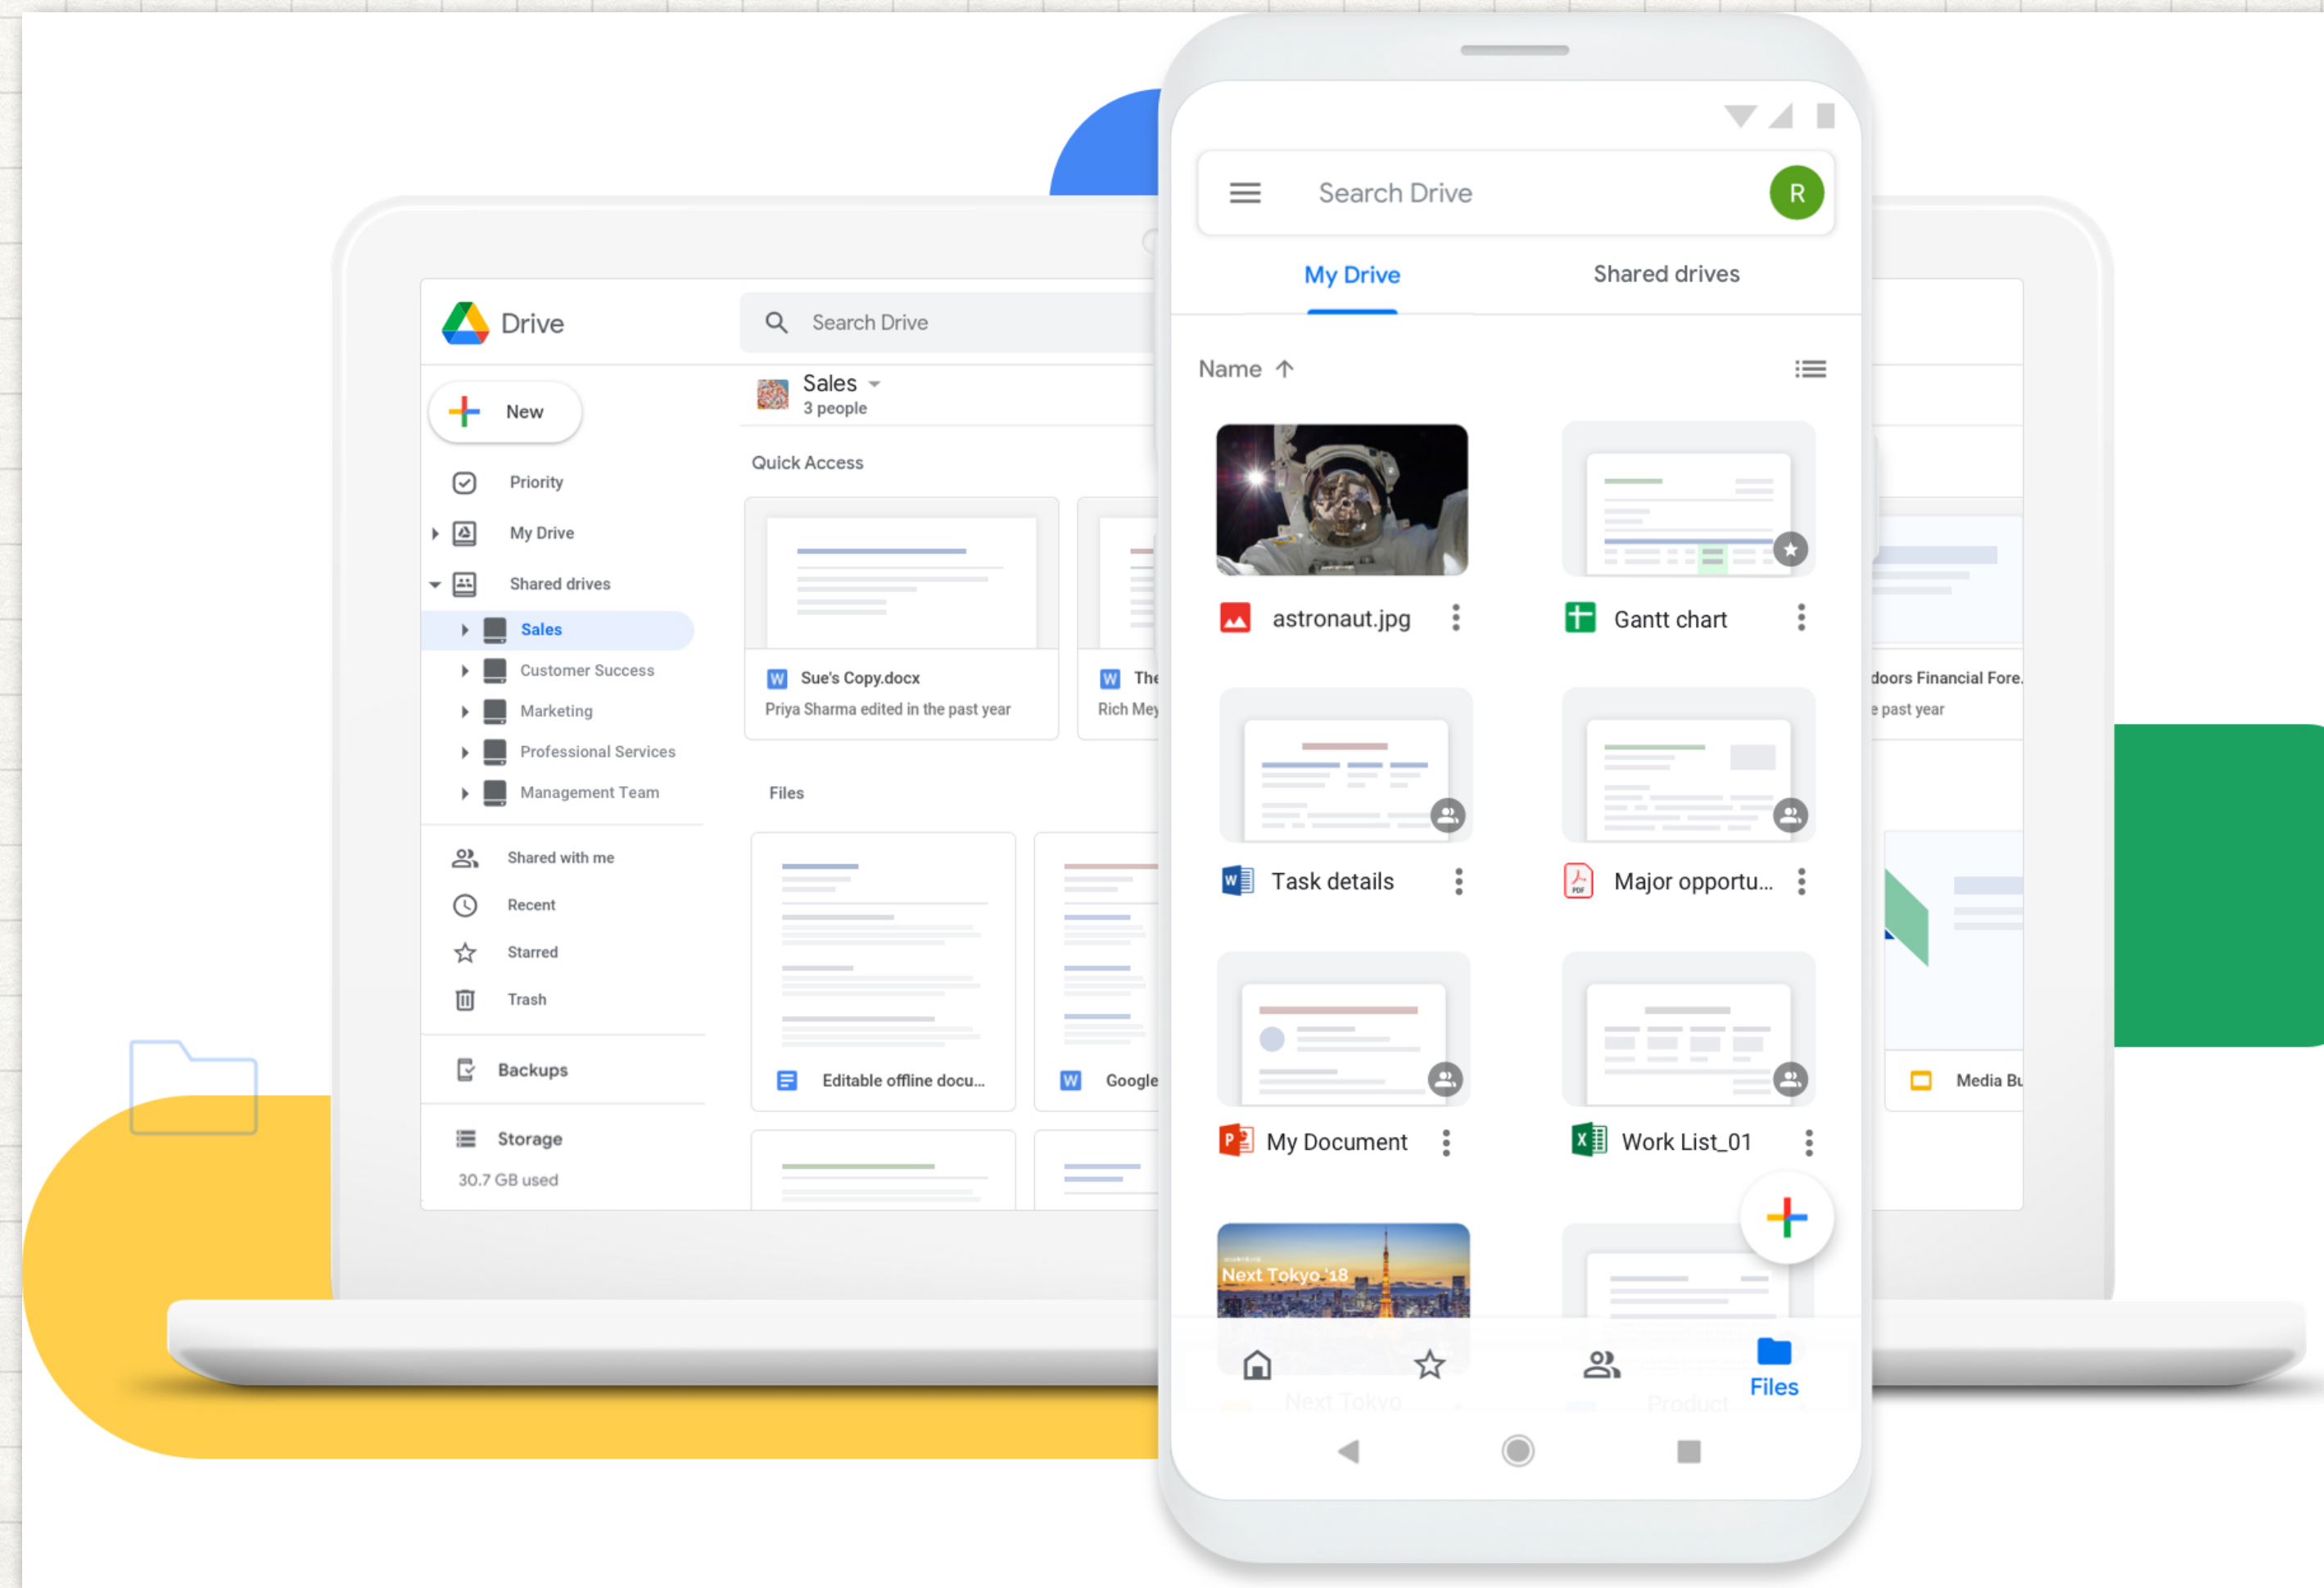 Drive
Search Drive
New
Priority
My Drive
Shared drives
Sales
Customer Success
Marketing
Professional Services
Management Team
Shared with me
Recent
Starred
Trash
Backups
Storage
30.7 GB used
Sales
3 people
Quick Access
W Sue's Copy.docx
Priya Sharma edited in the past year
W The
Rich Mey
doors Financial Fore.
e past year
Files
Editable offline docu...
W Google
Media Bu
Search Drive
R
My Drive
Shared drives
Name
astronaut.jpg
Gantt chart
W Task details
PDF Major opportu...
P My Document
X Work List_01
Next Tokyo '18
Next Tokyo
Product
Files